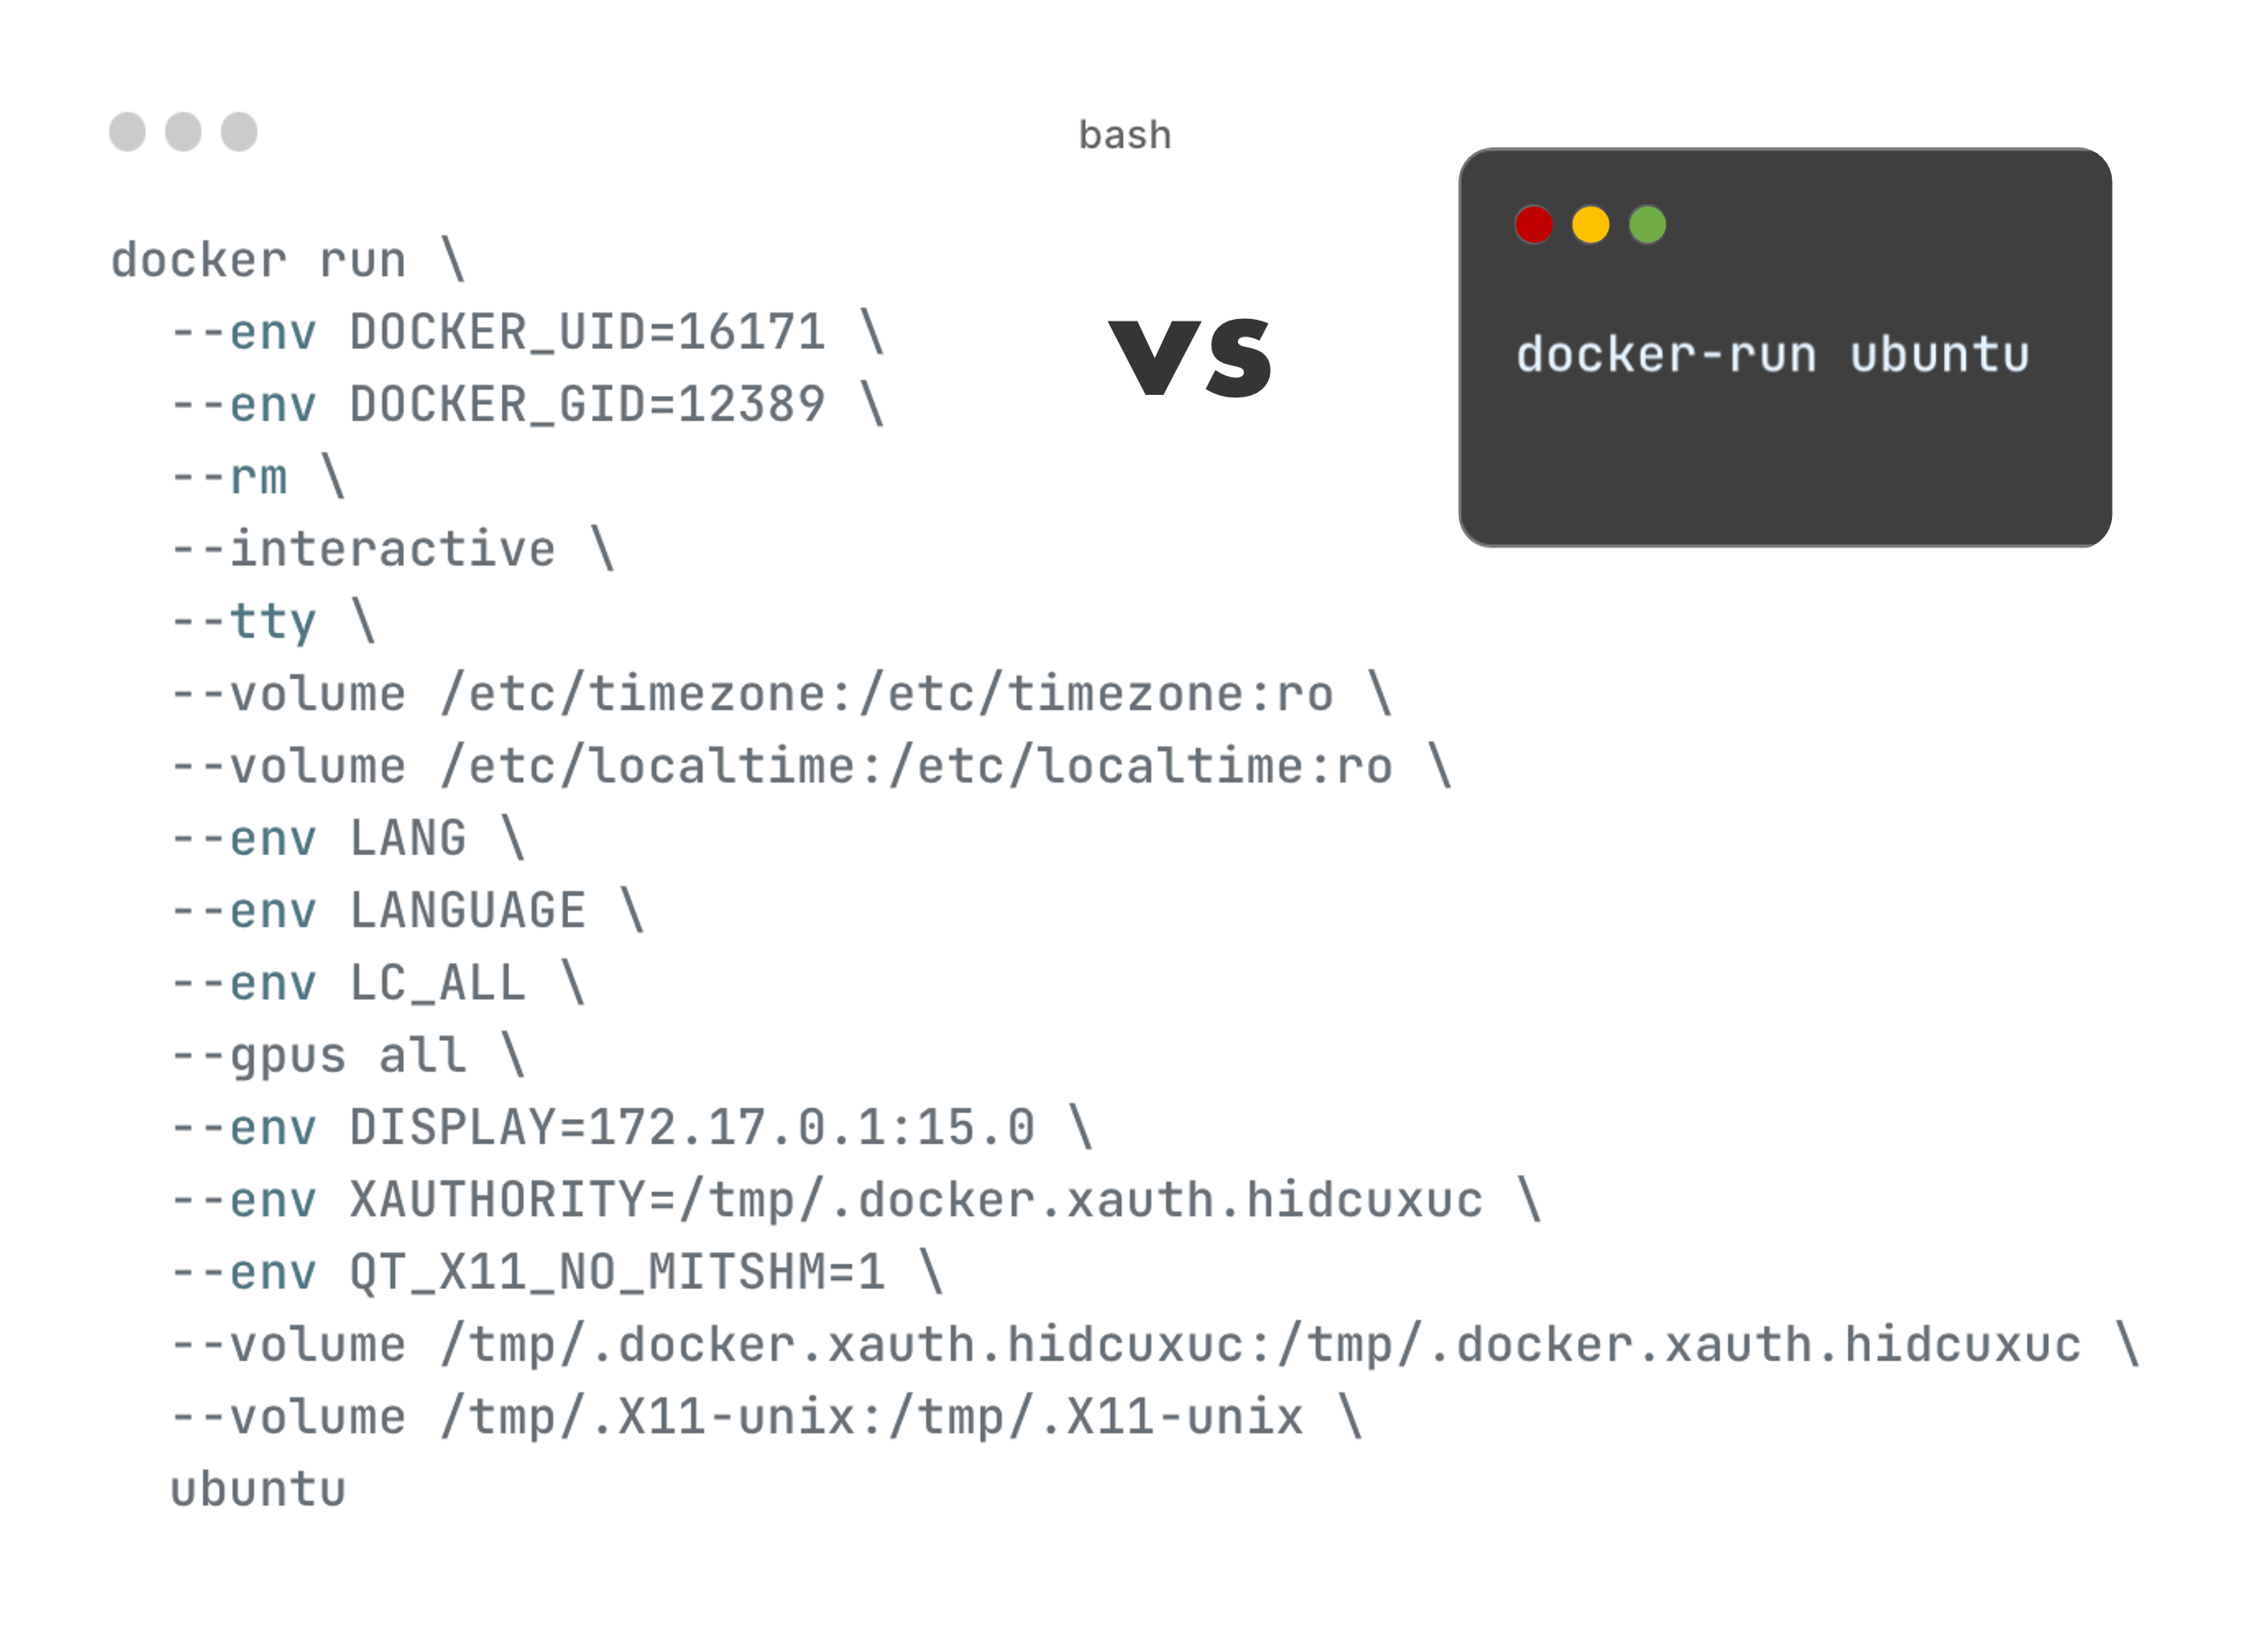 bash
docker run \
--env DOCKER_UID=16171 \
--env DOCKER_GID=12389 \
--rm \
--interactive \
--tty \
--volume /etc/timezone:/etc/timezone:ro \
--volume /etc/localtime:/etc/localtime:ro \
--env LANG \
--env LANGUAGE \
--env LC_ALL \
--gpus all \
--env DISPLAY=172.17.0.1:15.0 \
--env XAUTHORITY=/tmp/.docker.xauth.hidcuxuc \
--env QT_X11_NO_MITSHM=1 \
--volume /tmp/.docker.xauth.hidcuxuc:/tmp/.docker.xauth.hidcuxuc \
--volume /tmp/.X11-unix:/tmp/.X11-unix \
ubuntu
vs
docker-run ubuntu